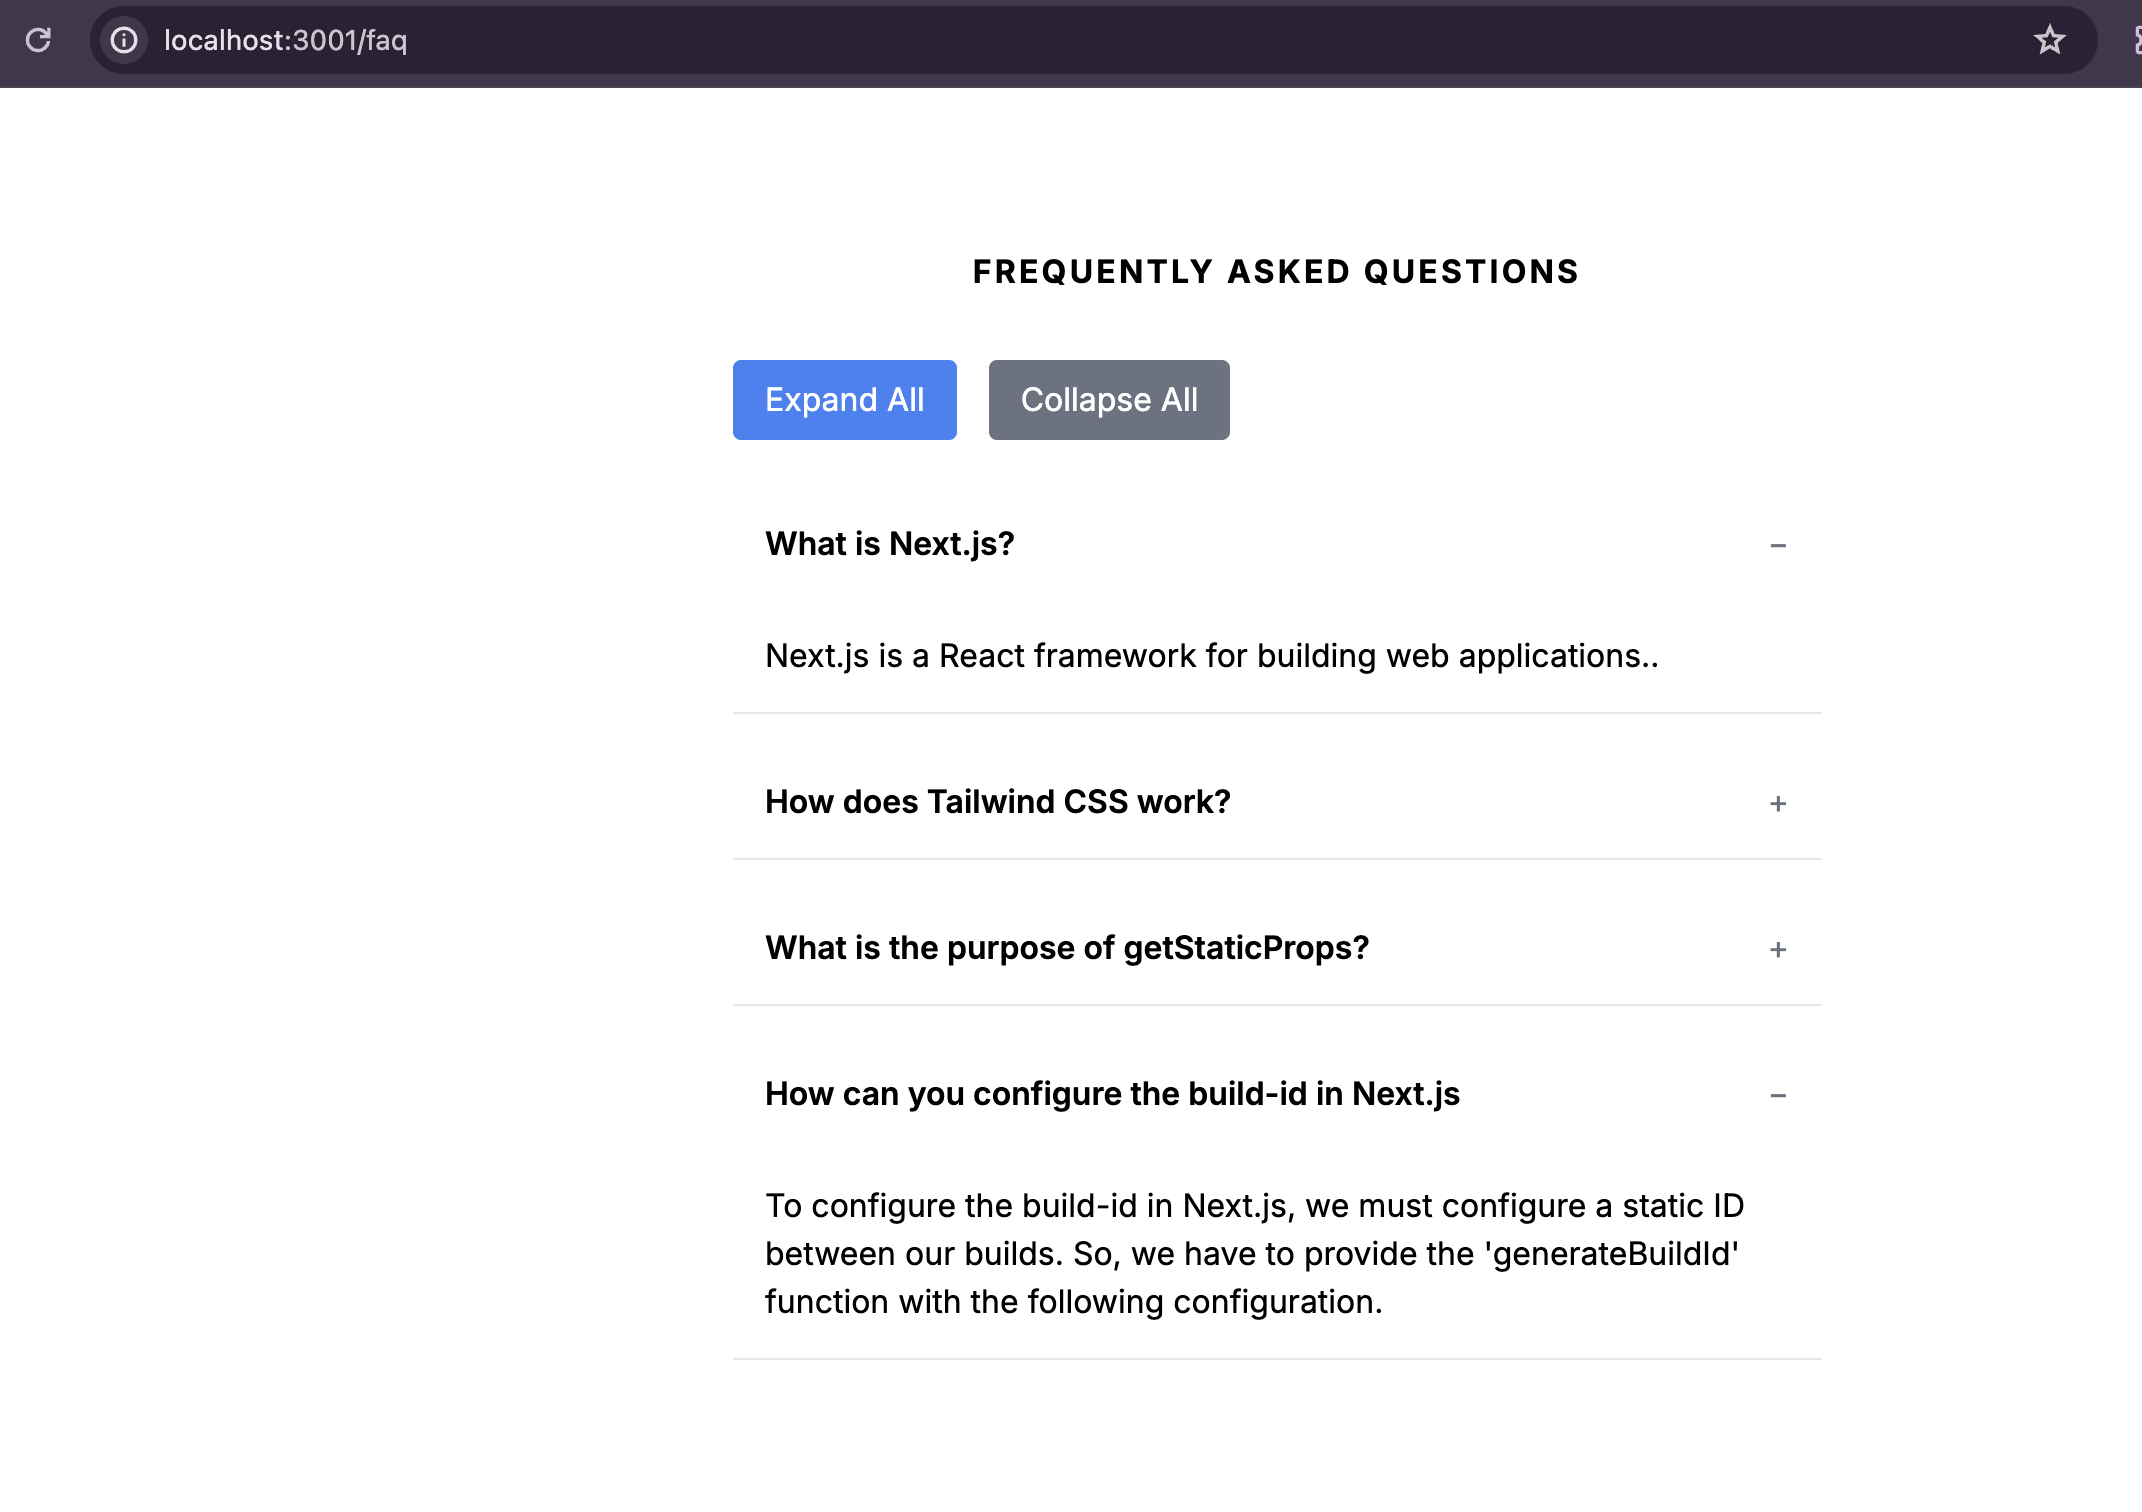 localhost:3001/faq
FREQUENTLY ASKED QUESTIONS
Expand All Collapse All
What is Next.js? −
Next.js is a React framework for building web applications..
How does Tailwind CSS work? +
What is the purpose of getStaticProps? +
How can you configure the build-id in Next.js −
To configure the build-id in Next.js, we must configure a static ID
between our builds. So, we have to provide the 'generateBuildId'
function with the following configuration.